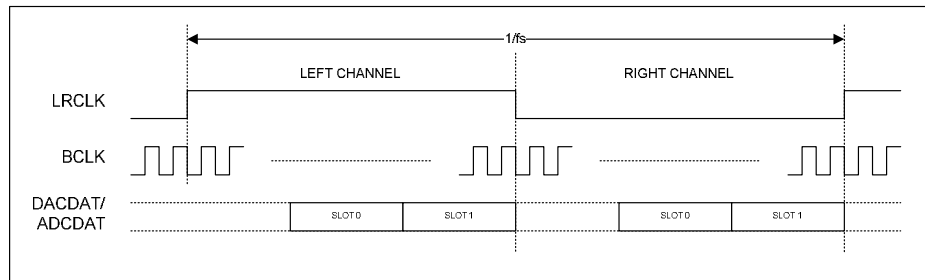 1/fs
LEFT CHANNEL RIGHT CHANNEL
LRCLK
BCLK
DACDAT/
ADCDAT
SLOT 0 SLOT 1 SLOT 0 SLOT 1